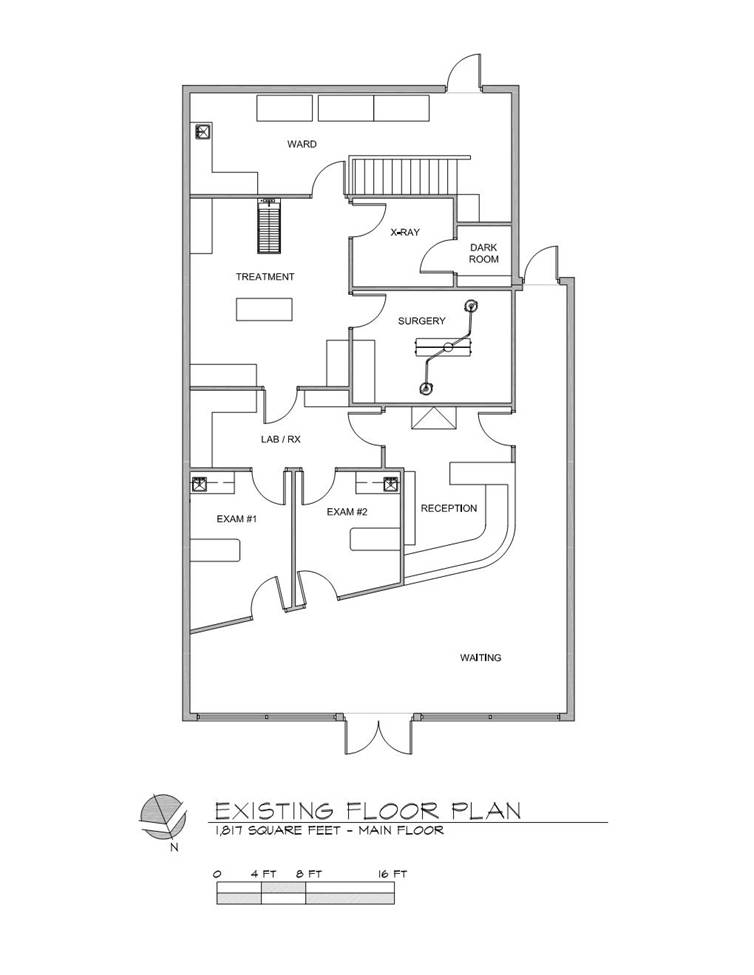 WARD
X-RAY
DARK
ROOM
TREATMENT
SURGERY
LAB / RX
RECEPTION
EXAM #1
EXAM #2
WAITING
EXISTING FLOOR PLAN
1,817 SQUARE FEET - MAIN FLOOR
N
0 4 FT 8 FT 16 FT